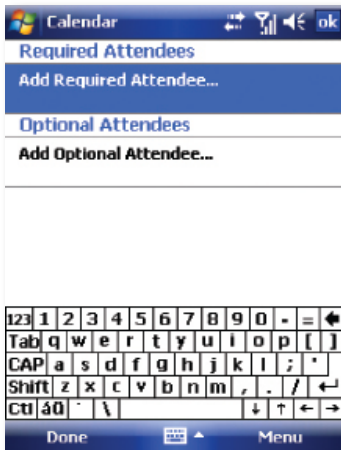 Calendar ok
Required Attendees
Add Required Attendee...
Optional Attendees
Add Optional Attendee...
123 1 2 3 4 5 6 7 8 9 0 - = 
Tab q w e r t y u i o p [ ]
CAP a s d f g h j k l ; '
Shift z x c v b n m , . / ↵
Ctl áü ` \ ↓ ↑ ← →
Done Menu